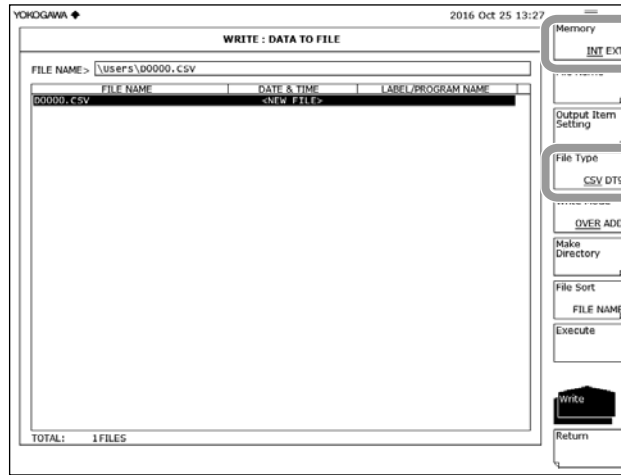 YOKOGAWA
2016 Oct 25 13:27
WRITE : DATA TO FILE
FILE NAME> \Users\D0000.CSV
FILE NAME DATE & TIME LABEL/PROGRAM NAME
D0000.CSV <NEW FILE>
TOTAL: 1FILES
Memory
INT EXT
Output Item
Setting
File Type
CSV DT9
OVER ADD
Make
Directory
File Sort
FILE NAME
Execute
Write
Return